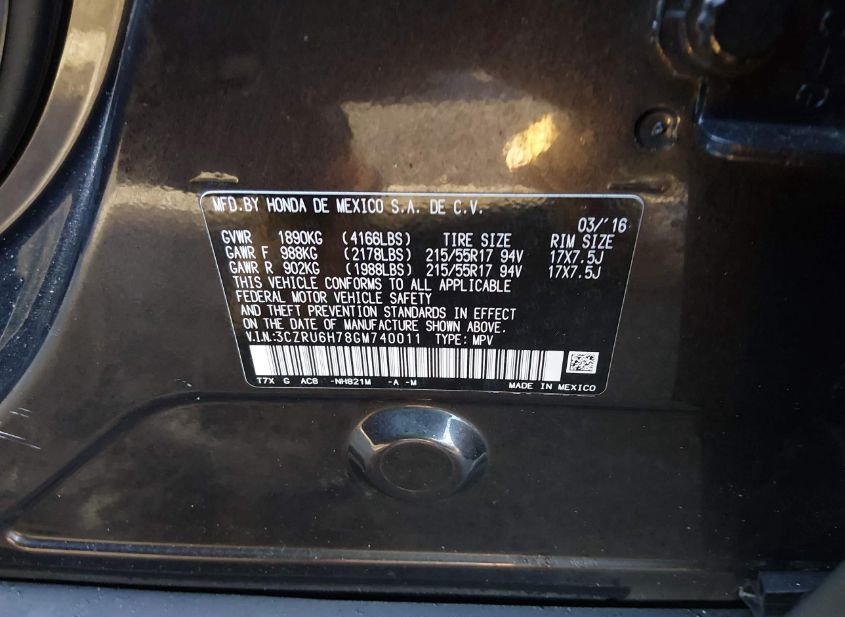 MFD.BY HONDA DE MEXICO S.A. DE C.V.
03/'16
GVWR 1890KG (4166LBS) TIRE SIZE RIM SIZE
GAWR F 988KG (2178LBS) 215/55R17 94V 17X7.5J
GAWR R 902KG (1988LBS) 215/55R17 94V 17X7.5J
THIS VEHICLE CONFORMS TO ALL APPLICABLE
FEDERAL MOTOR VEHICLE SAFETY
AND THEFT PREVENTION STANDARDS IN EFFECT
ON THE DATE OF MANUFACTURE SHOWN ABOVE.
V.I.N:3CZRU6H78GM740011 TYPE: MPV
T7X G AC8 -NH821M -A -M MADE IN MEXICO